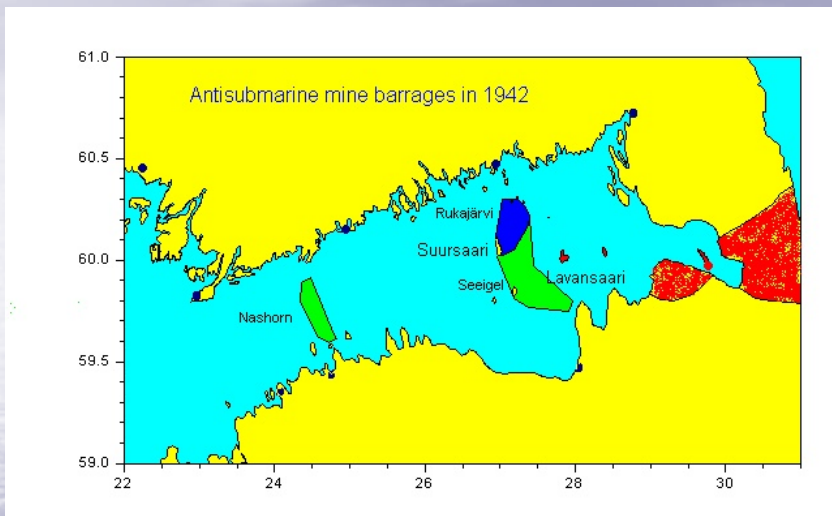 61.0
Antisubmarine mine barrages in 1942
60.5
Rukajärvi
Suursaari
60.0
Seeigel
Lavansaari
Nashorn
59.5
59.0
22
24
26
28
30